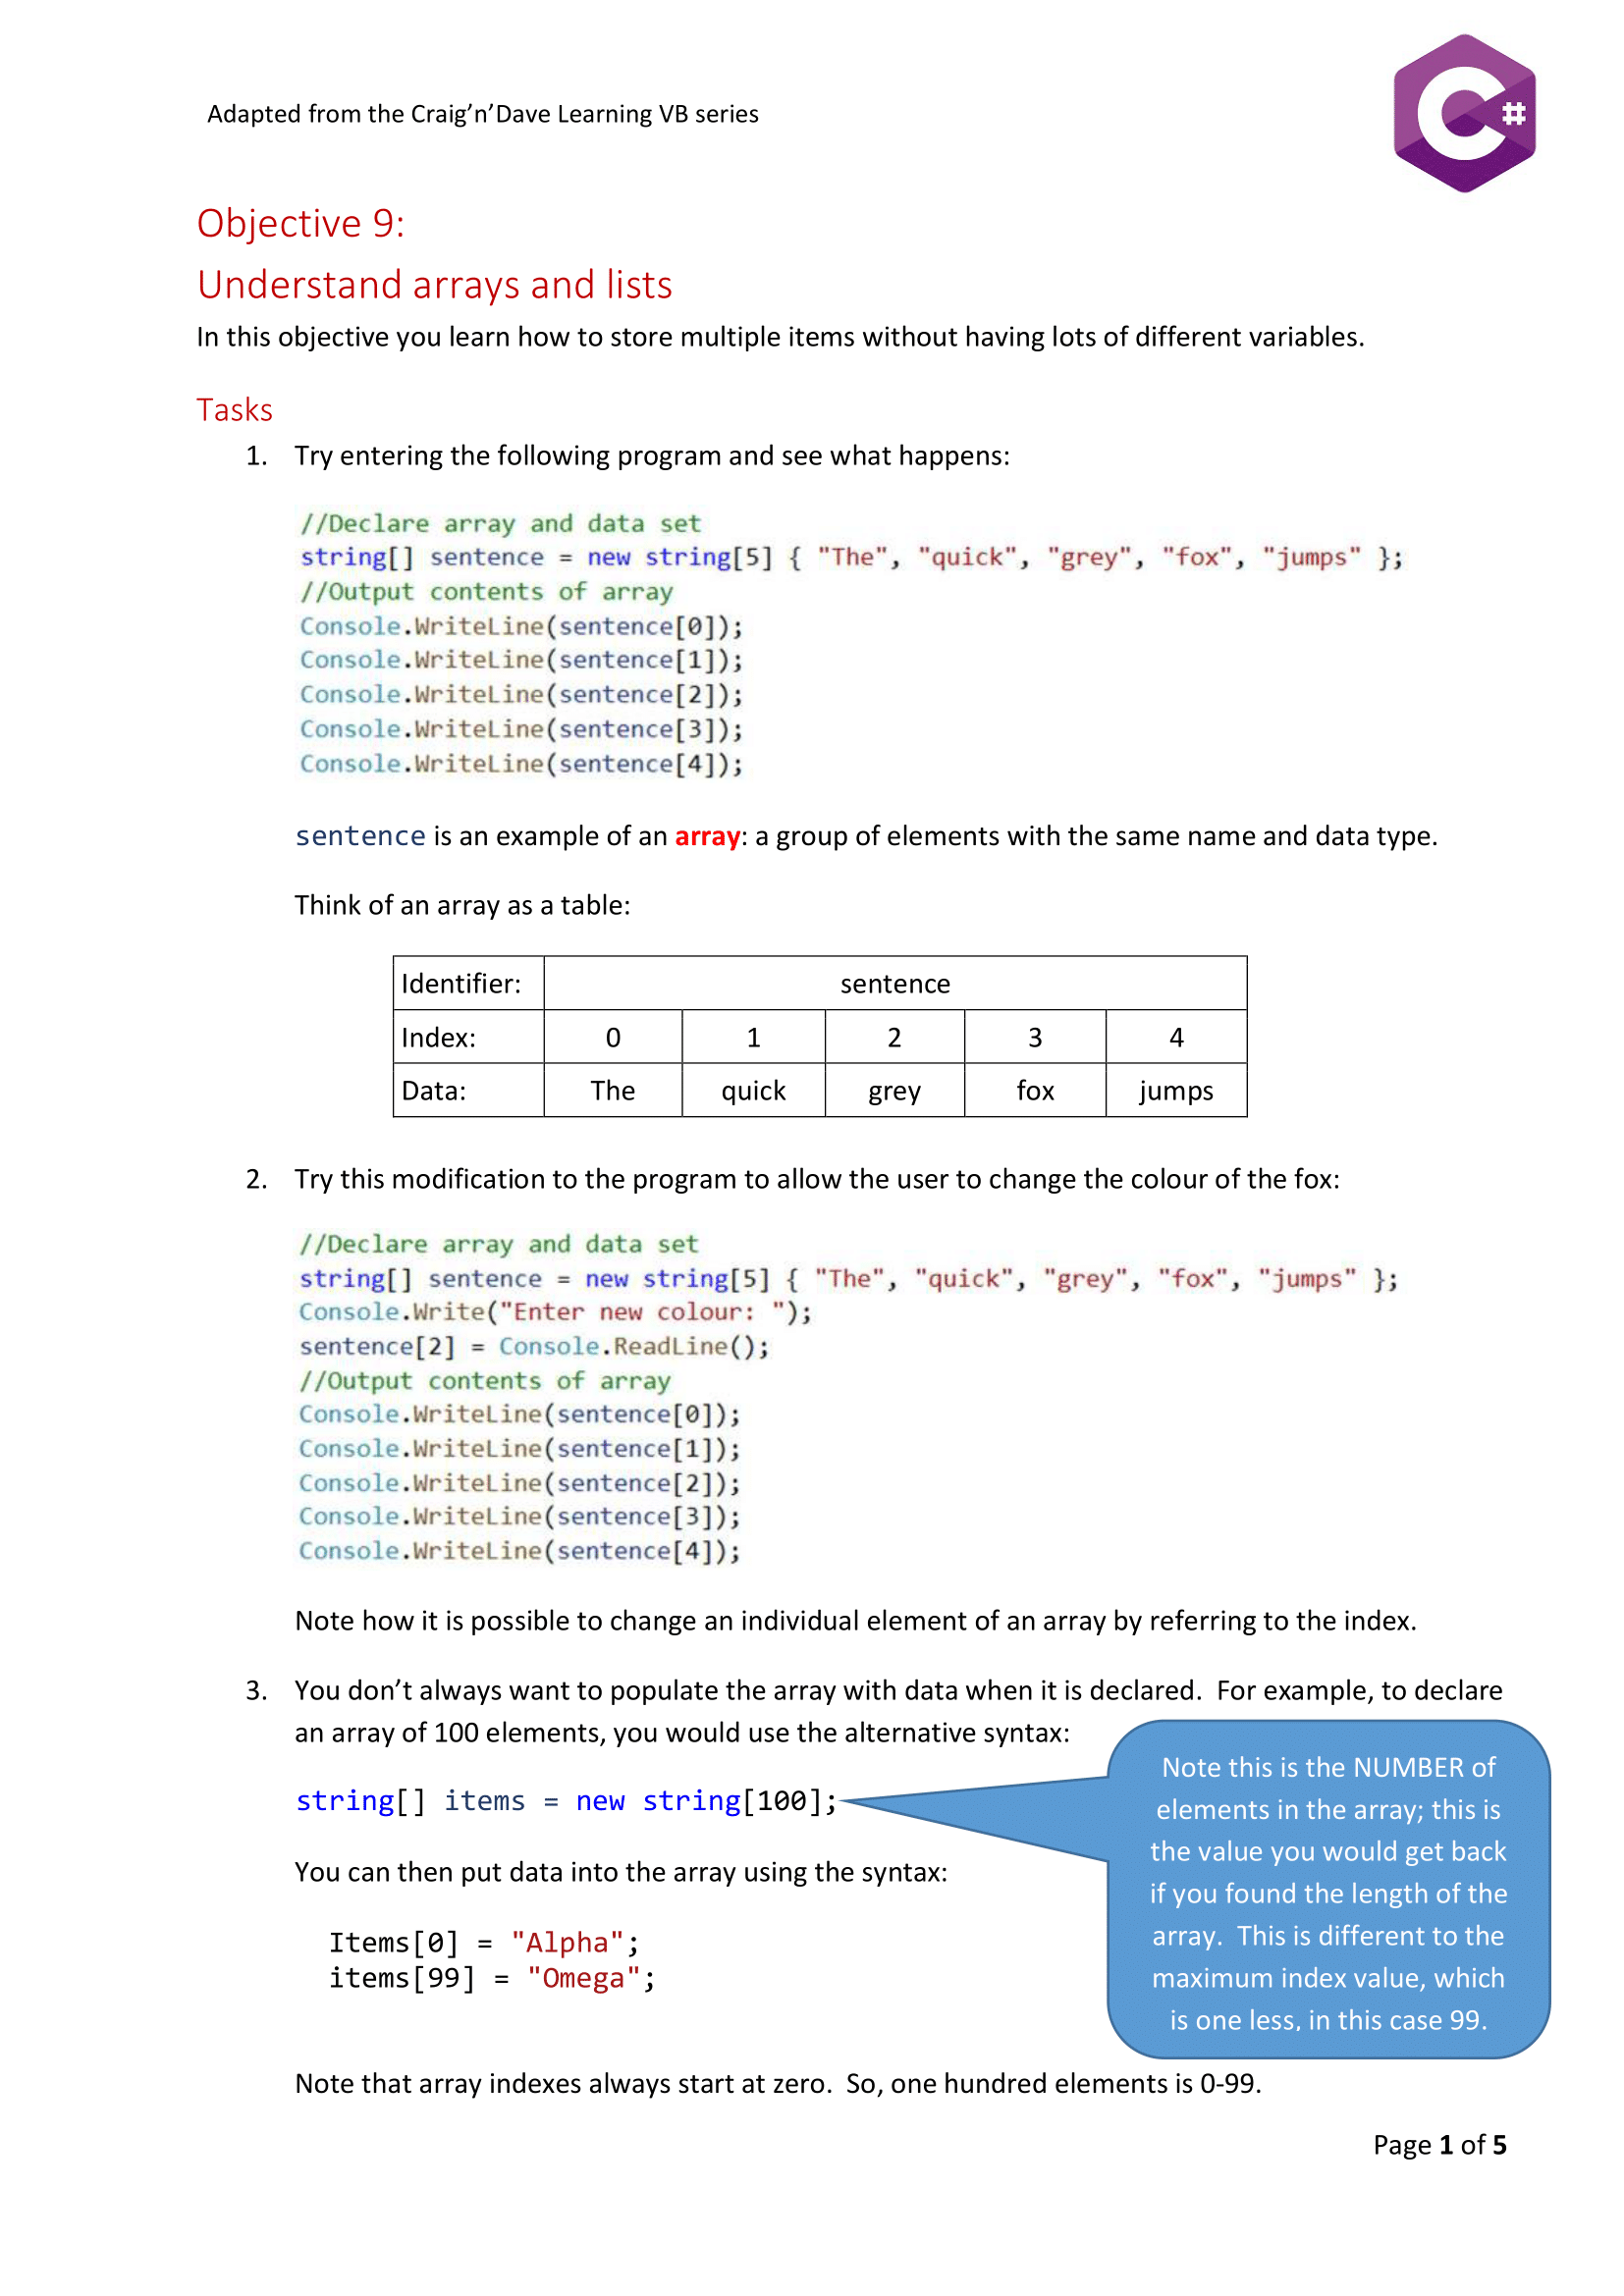 Adapted from the Craig’n’Dave Learning VB series
C#
Objective 9:
Understand arrays and lists
In this objective you learn how to store multiple items without having lots of different variables.
Tasks
1. Try entering the following program and see what happens:
//Declare array and data set
string[] sentence = new string[5] { "The", "quick", "grey", "fox", "jumps" };
//Output contents of array
Console.WriteLine(sentence[0]);
Console.WriteLine(sentence[1]);
Console.WriteLine(sentence[2]);
Console.WriteLine(sentence[3]);
Console.WriteLine(sentence[4]);
sentence is an example of an array: a group of elements with the same name and data type.
Think of an array as a table:
Identifier: sentence
Index: 0 1 2 3 4
Data: The quick grey fox jumps
2. Try this modification to the program to allow the user to change the colour of the fox:
//Declare array and data set
string[] sentence = new string[5] { "The", "quick", "grey", "fox", "jumps" };
Console.Write("Enter new colour: ");
sentence[2] = Console.ReadLine();
//Output contents of array
Console.WriteLine(sentence[0]);
Console.WriteLine(sentence[1]);
Console.WriteLine(sentence[2]);
Console.WriteLine(sentence[3]);
Console.WriteLine(sentence[4]);
Note how it is possible to change an individual element of an array by referring to the index.
3. You don’t always want to populate the array with data when it is declared. For example, to declare
an array of 100 elements, you would use the alternative syntax:
string[] items = new string[100];
You can then put data into the array using the syntax:
Items[0] = "Alpha";
items[99] = "Omega";
Note this is the NUMBER of
elements in the array; this is
the value you would get back
if you found the length of the
array. This is different to the
maximum index value, which
is one less, in this case 99.
Note that array indexes always start at zero. So, one hundred elements is 0-99.
Page 1 of 5